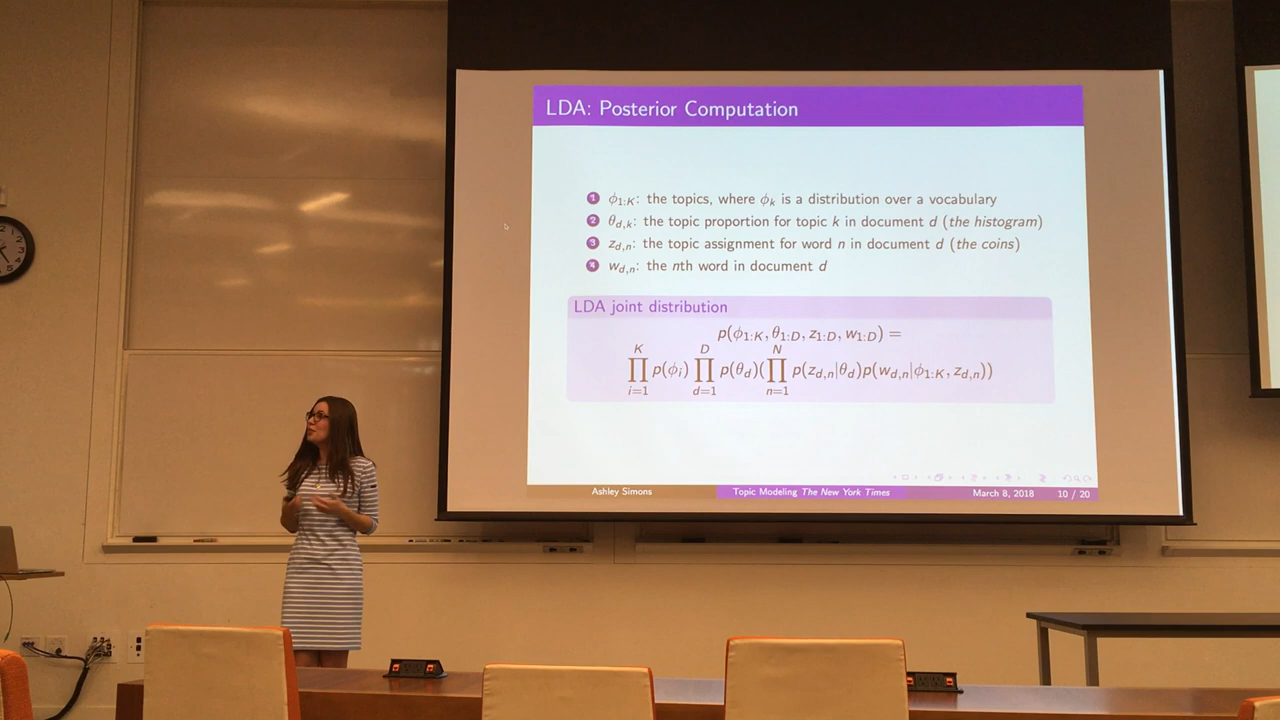 LDA: Posterior Computation
1 ϕ1:K: the topics, where ϕk is a distribution over a vocabulary
2 θd,k: the topic proportion for topic k in document d (the histogram)
3 zd,n: the topic assignment for word n in document d (the coins)
4 wd,n: the nth word in document d
LDA joint distribution
p(ϕ1:K, θ1:D, z1:D, w1:D) =
K D N
∏ p(ϕi) ∏ p(θd)(∏ p(zd,n|θd)p(wd,n|ϕ1:K, zd,n))
i=1 d=1 n=1
Ashley Simons Topic Modeling The New York Times March 8, 2018 10 / 20